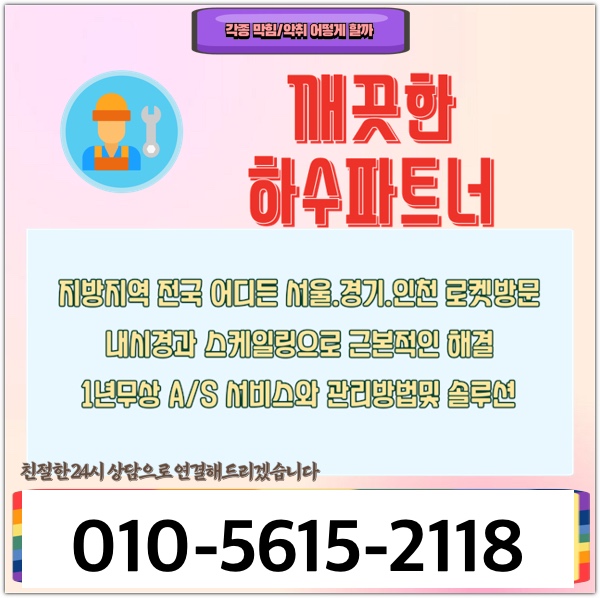 각종 막힘/악취 어떻게 할까
깨끗한
하수파트너
지방지역 전국 어디든 서울.경기.인천 로켓방문
내시경과 스케일링으로 근본적인 해결
1년무상 A/S 서비스와 관리방법및 솔루션
친절한 24시 상담으로 연결해드리겠습니다
010-5615-2118